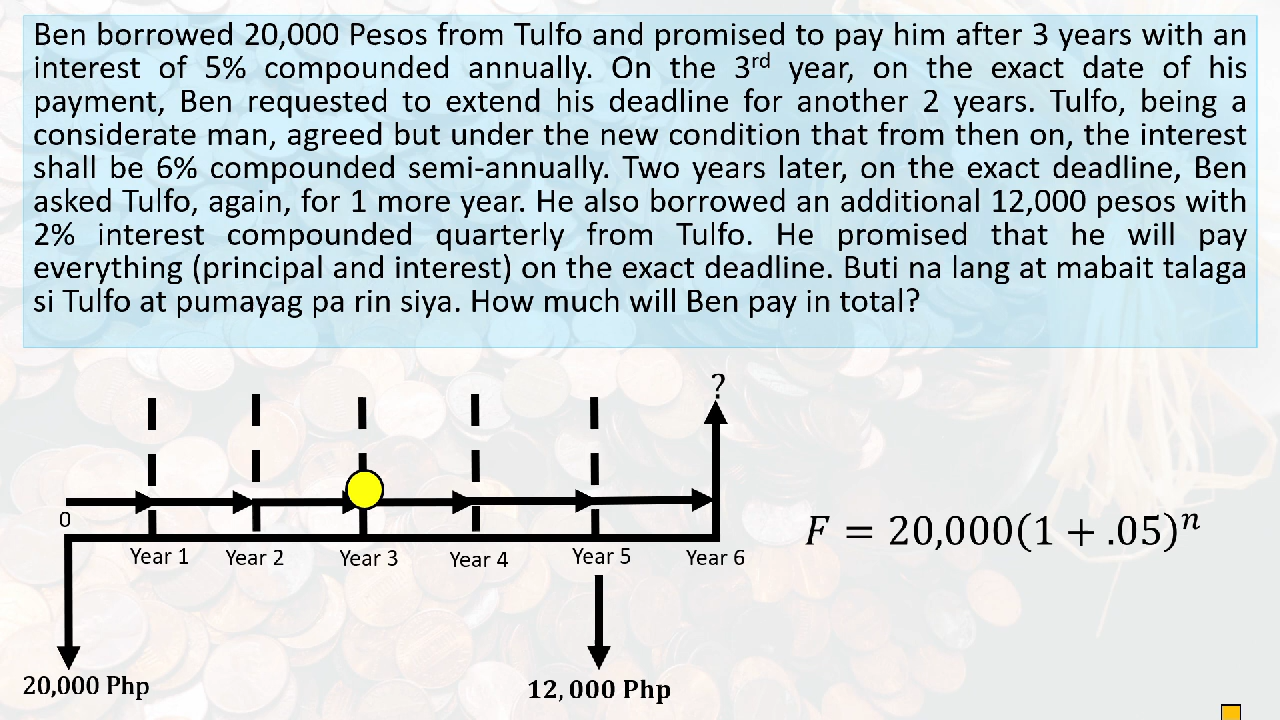 Ben borrowed 20,000 Pesos from Tulfo and promised to pay him after 3 years with an
interest of 5% compounded annually. On the 3rd year, on the exact date of his
payment, Ben requested to extend his deadline for another 2 years. Tulfo, being a
considerate man, agreed but under the new condition that from then on, the interest
shall be 6% compounded semi-annually. Two years later, on the exact deadline, Ben
asked Tulfo, again, for 1 more year. He also borrowed an additional 12,000 pesos with
2% interest compounded quarterly from Tulfo. He promised that he will pay
everything (principal and interest) on the exact deadline. Buti na lang at mabait talaga
si Tulfo at pumayag pa rin siya. How much will Ben pay in total?
?
0
Year 1 Year 2 Year 3 Year 4 Year 5 Year 6
F = 20,000(1 + .05)^n
20,000 Php
12,000 Php